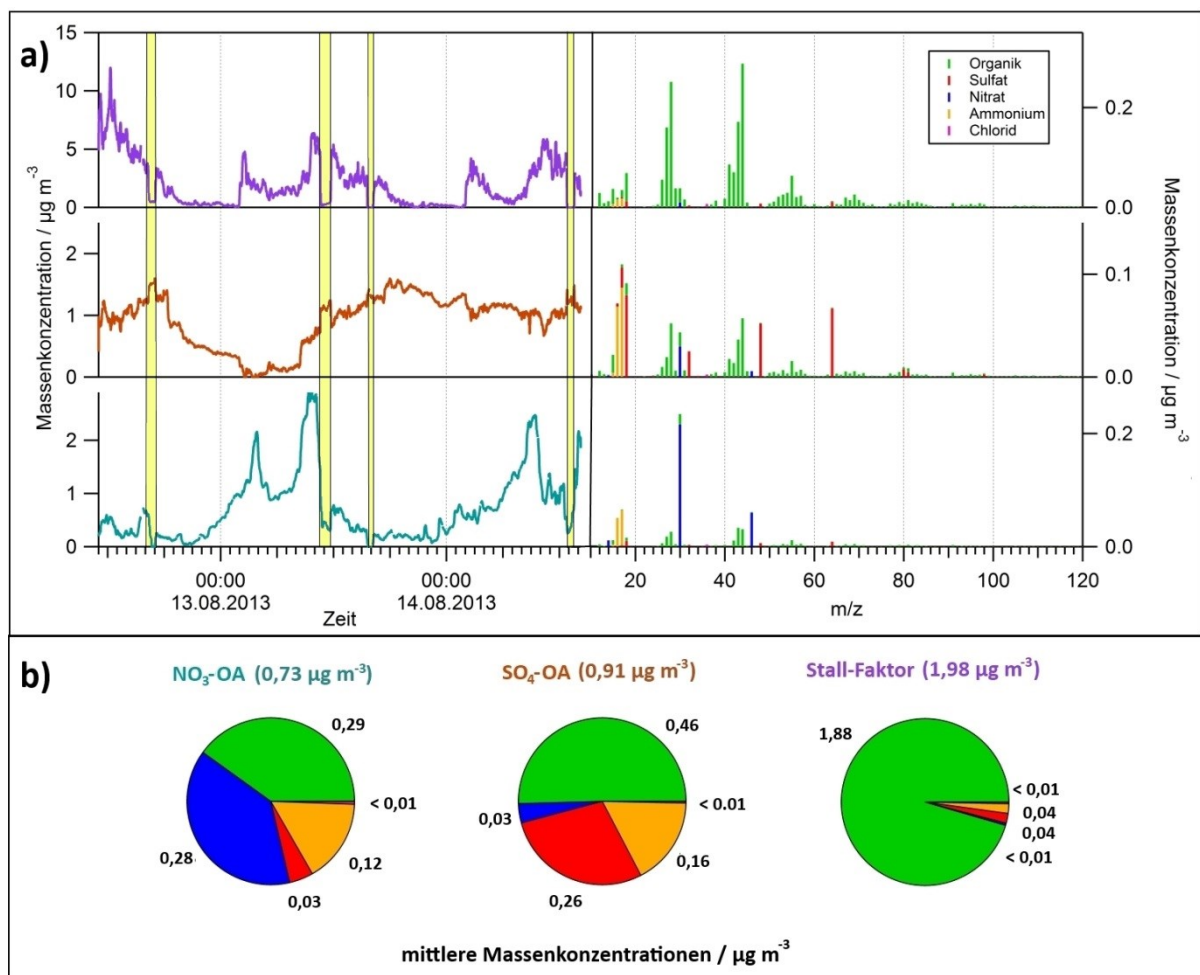 a)
15
10
5
0
2
1
0
2
1
0
Massenkonzentration / µg m⁻³
00:00
13.08.2013
00:00
14.08.2013
Zeit
Organik
Sulfat
Nitrat
Ammonium
Chlorid
0.2
0.0
0.1
0.0
0.2
0.0
Massenkonzentration / µg m⁻³
20 40 60 80 100 120
m/z
b)
NO₃-OA (0,73 µg m⁻³)
0,29
< 0,01
0,12
0,03
0,28
SO₄-OA (0,91 µg m⁻³)
0,46
< 0.01
0,16
0,26
0,03
Stall-Faktor (1,98 µg m⁻³)
1,88
< 0,01
0,04
0,04
< 0,01
mittlere Massenkonzentrationen / µg m⁻³